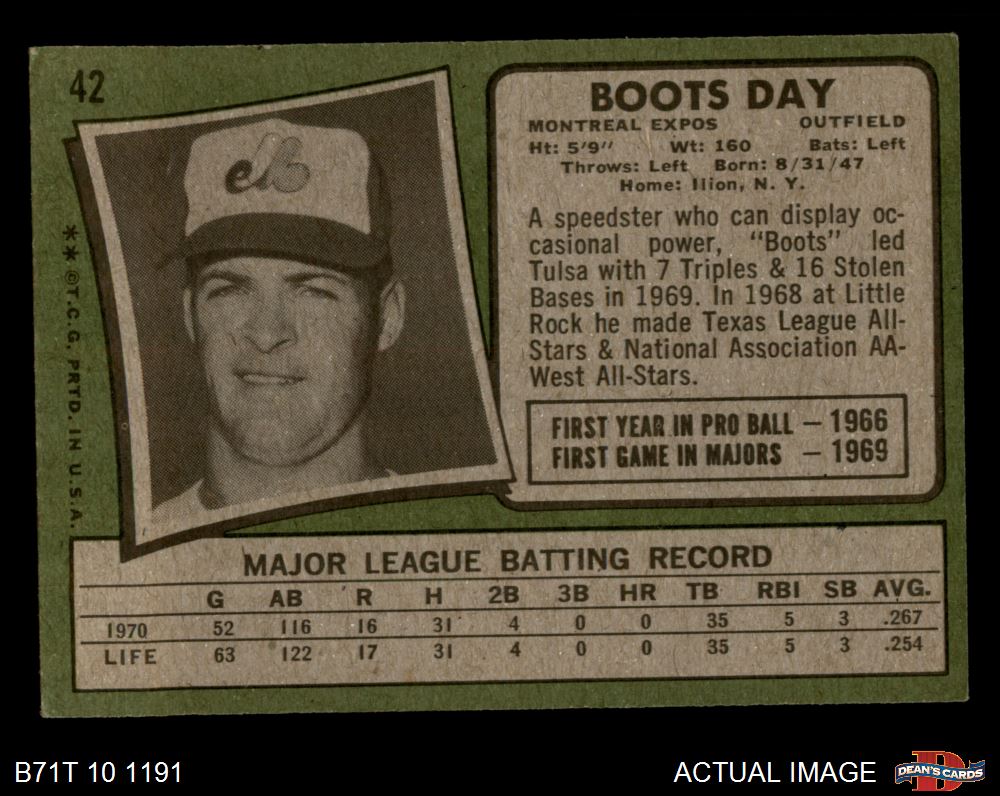 42
BOOTS DAY
MONTREAL EXPOS OUTFIELD
Ht: 5'9" Wt: 160 Bats: Left
Throws: Left Born: 8/31/47
Home: Ilion, N. Y.
A speedster who can display oc-
casional power, "Boots" led
Tulsa with 7 Triples & 16 Stolen
Bases in 1969. In 1968 at Little
Rock he made Texas League All-
Stars & National Association AA-
West All-Stars.
FIRST YEAR IN PRO BALL — 1966
FIRST GAME IN MAJORS — 1969
** ©T.C.G. PRTD. IN U.S.A.
MAJOR LEAGUE BATTING RECORD
G AB R H 2B 3B HR TB RBI SB AVG.
1970 52 116 16 31 4 0 0 35 5 3 .267
LIFE 63 122 17 31 4 0 0 35 5 3 .254
B71T 10 1191
ACTUAL IMAGE
DEAN'S CARDS